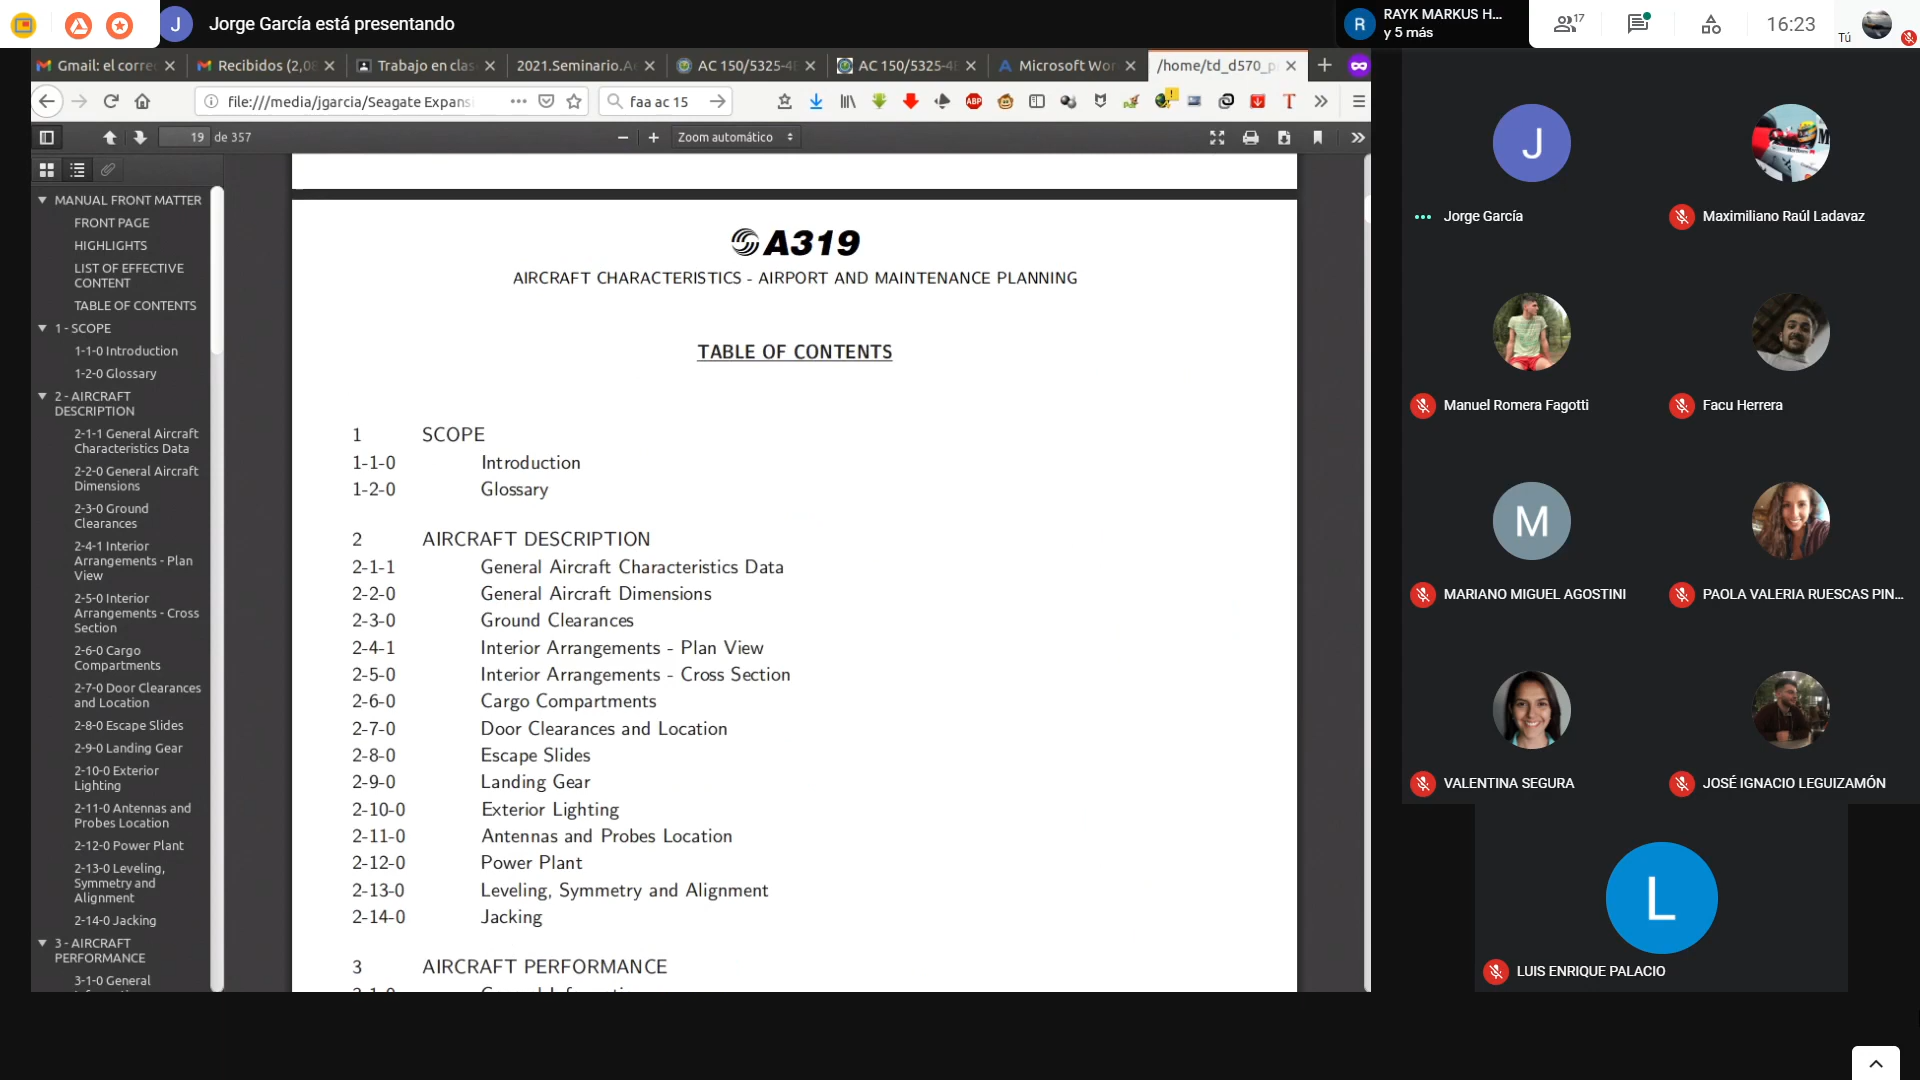 J
Jorge García está presentando
R
RAYK MARKUS H...
y 5 más
17
16:23
Tú
Gmail: el corre
Recibidos (2,08
Trabajo en clas
2021.Seminario.A
AC 150/5325-4
AC 150/5325-4
Microsoft Wor
/home/td_d570_p
file:///media/jgarcia/Seagate Expans
faa ac 15
ABP
T
19 de 357
Zoom automático
MANUAL FRONT MATTER
FRONT PAGE
HIGHLIGHTS
LIST OF EFFECTIVE
CONTENT
TABLE OF CONTENTS
1 - SCOPE
1-1-0 Introduction
1-2-0 Glossary
2 - AIRCRAFT
DESCRIPTION
2-1-1 General Aircraft
Characteristics Data
2-2-0 General Aircraft
Dimensions
2-3-0 Ground
Clearances
2-4-1 Interior
Arrangements - Plan
View
2-5-0 Interior
Arrangements - Cross
Section
2-6-0 Cargo
Compartments
2-7-0 Door Clearances
and Location
2-8-0 Escape Slides
2-9-0 Landing Gear
2-10-0 Exterior
Lighting
2-11-0 Antennas and
Probes Location
2-12-0 Power Plant
2-13-0 Leveling,
Symmetry and
Alignment
2-14-0 Jacking
3 - AIRCRAFT
PERFORMANCE
3-1-0 General
A319
AIRCRAFT CHARACTERISTICS - AIRPORT AND MAINTENANCE PLANNING
TABLE OF CONTENTS
1 SCOPE
1-1-0 Introduction
1-2-0 Glossary
2 AIRCRAFT DESCRIPTION
2-1-1 General Aircraft Characteristics Data
2-2-0 General Aircraft Dimensions
2-3-0 Ground Clearances
2-4-1 Interior Arrangements - Plan View
2-5-0 Interior Arrangements - Cross Section
2-6-0 Cargo Compartments
2-7-0 Door Clearances and Location
2-8-0 Escape Slides
2-9-0 Landing Gear
2-10-0 Exterior Lighting
2-11-0 Antennas and Probes Location
2-12-0 Power Plant
2-13-0 Leveling, Symmetry and Alignment
2-14-0 Jacking
3 AIRCRAFT PERFORMANCE
J
Jorge García
Maximiliano Raúl Ladavaz
Manuel Romera Fagotti
Facu Herrera
M
MARIANO MIGUEL AGOSTINI
PAOLA VALERIA RUESCAS PIN...
VALENTINA SEGURA
JOSÉ IGNACIO LEGUIZAMÓN
L
LUIS ENRIQUE PALACIO